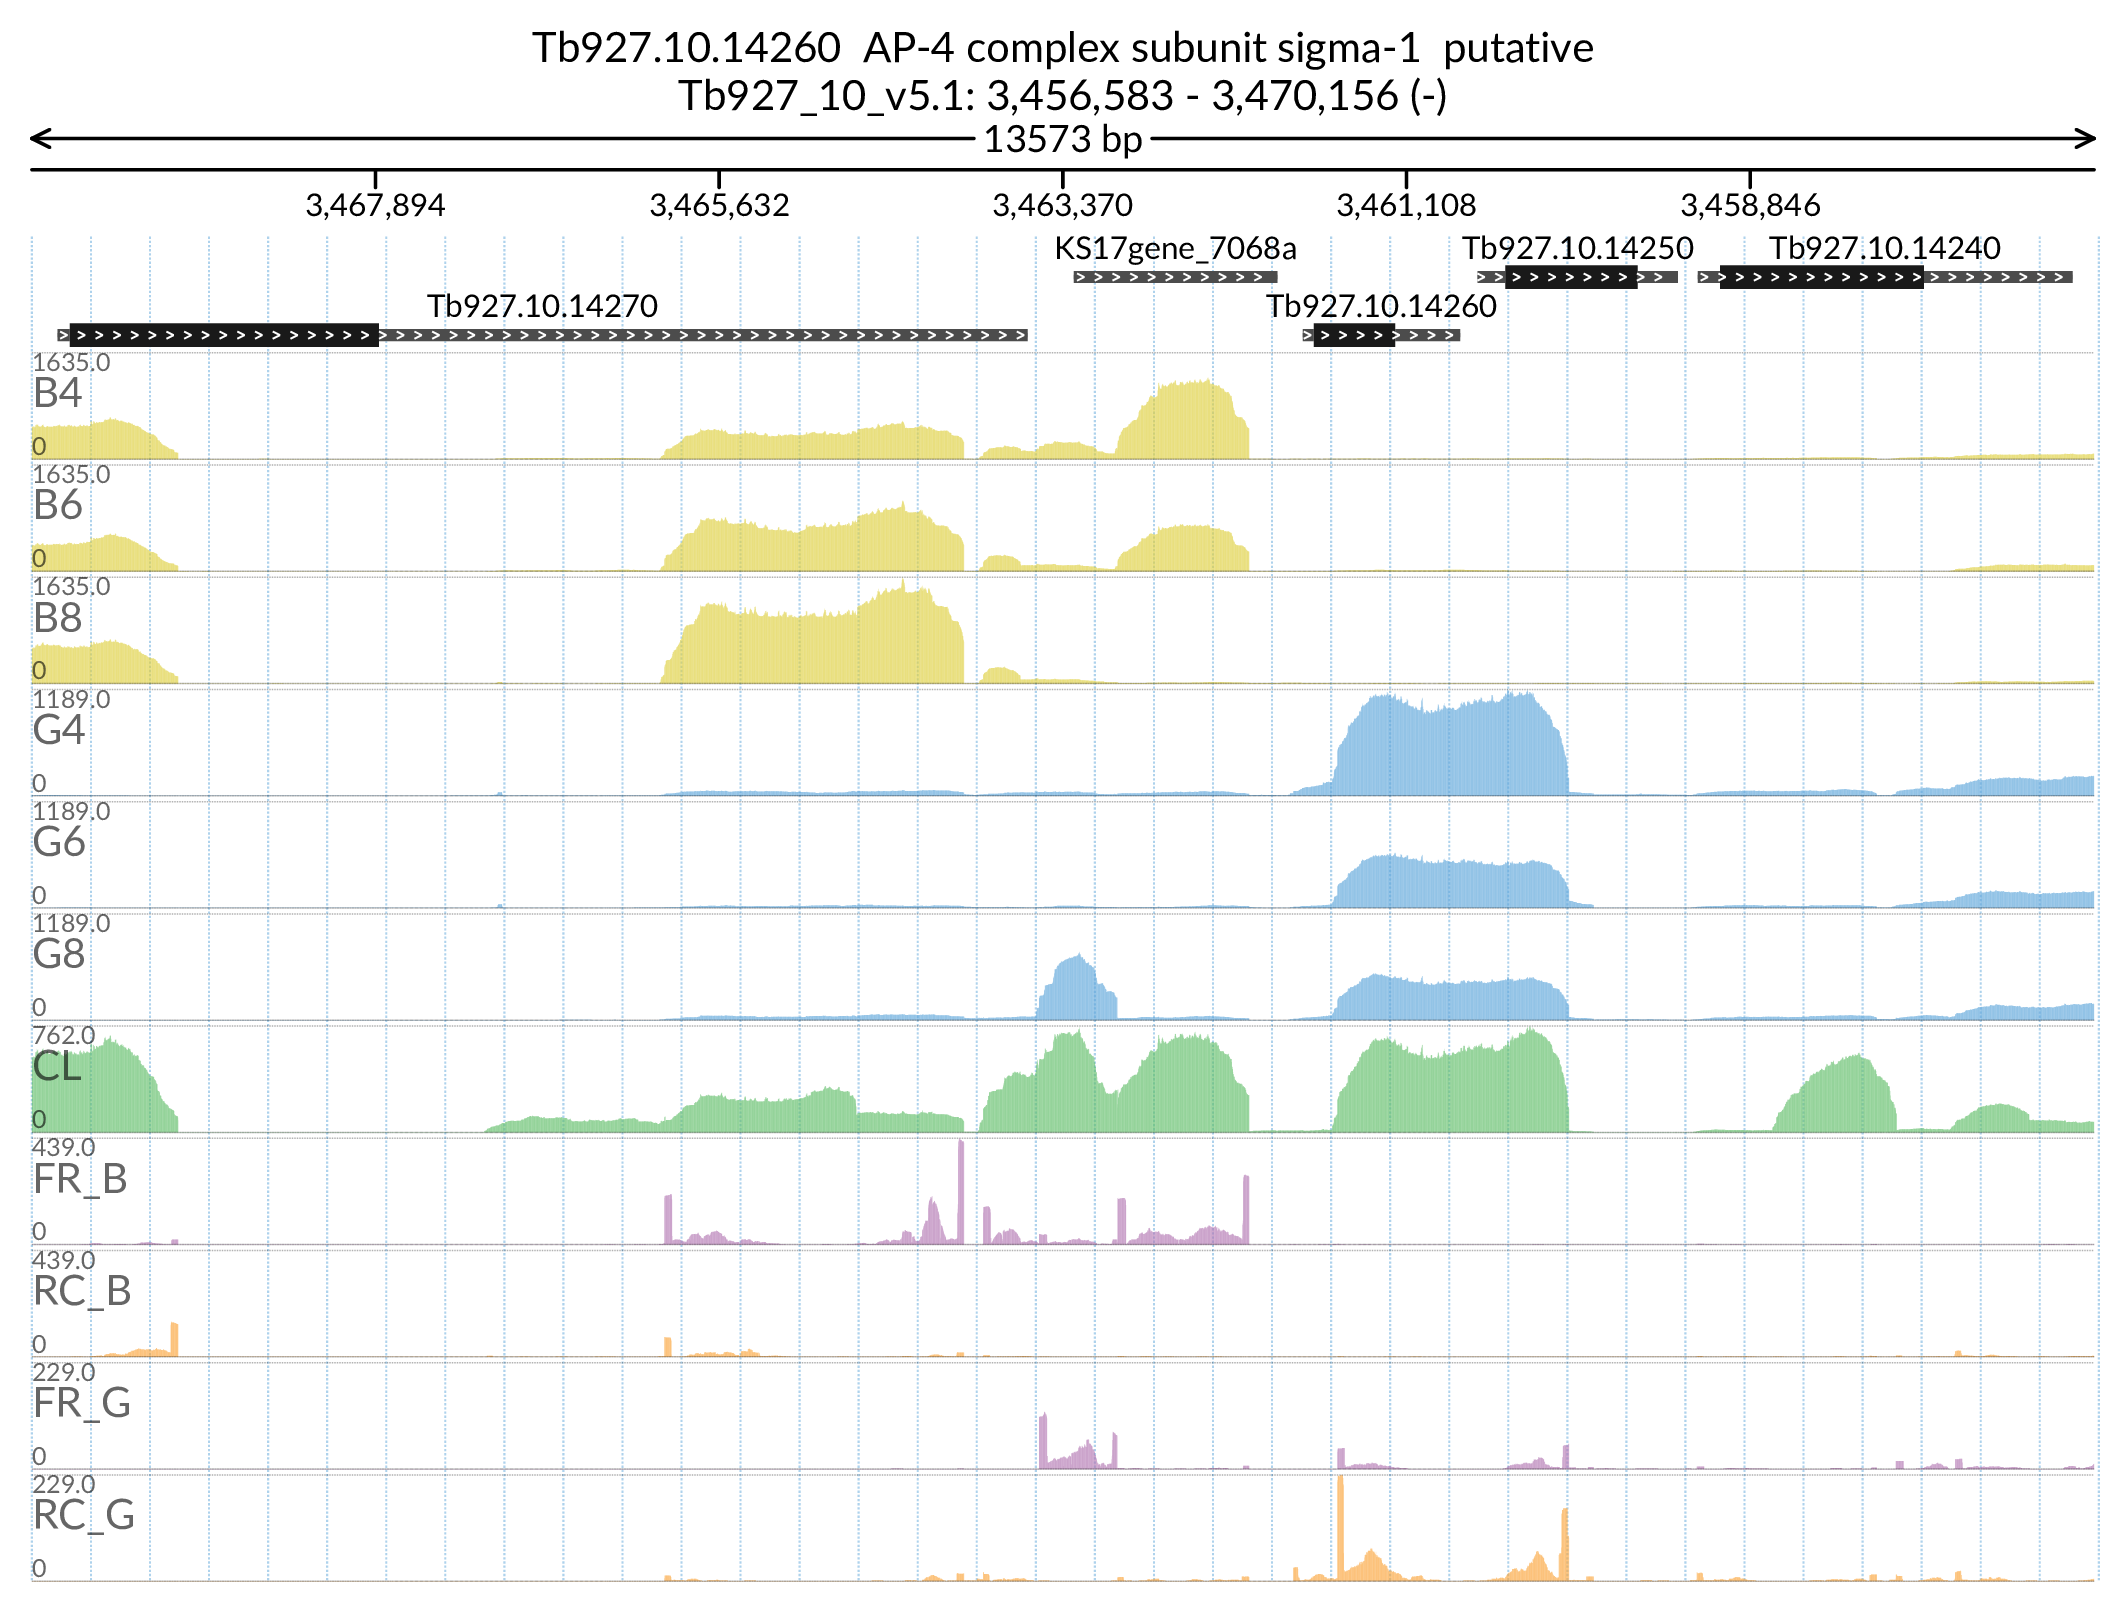 Tb927.10.14260  AP-4 complex subunit sigma-1  putative
Tb927_10_v5.1: 3,456,583 - 3,470,156 (-)
13573 bp
3,467,894 3,465,632 3,463,370 3,461,108 3,458,846
KS17gene_7068a Tb927.10.14250 Tb927.10.14240
Tb927.10.14270 Tb927.10.14260
1635.0
B4
0
1635.0
B6
0
1635.0
B8
0
1189.0
G4
0
1189.0
G6
0
1189.0
G8
0
762.0
CL
0
439.0
FR_B
0
439.0
RC_B
0
229.0
FR_G
0
229.0
RC_G
0